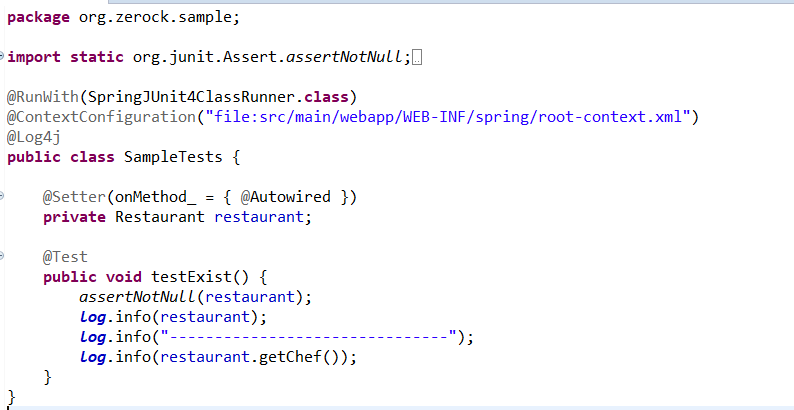 package org.zerock.sample;
import static org.junit.Assert.assertNotNull;
@RunWith(SpringJUnit4ClassRunner.class)
@ContextConfiguration("file:src/main/webapp/WEB-INF/spring/root-context.xml")
@Log4j
public class SampleTests {
@Setter(onMethod_ = { @Autowired })
private Restaurant restaurant;
@Test
public void testExist() {
assertNotNull(restaurant);
log.info(restaurant);
log.info("-------------------------------");
log.info(restaurant.getChef());
}
}